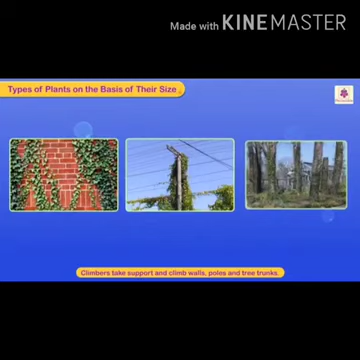 Made with KINEMASTER
Types of Plants on the Basis of Their Size
Climbers take support and climb walls, poles and tree trunks.